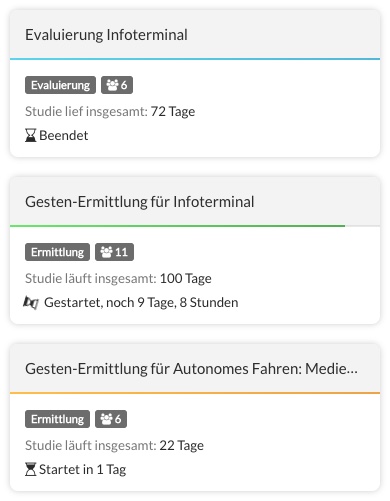 Evaluierung Infoterminal
Evaluierung 6
Studie lief insgesamt: 72 Tage
Beendet
Gesten-Ermittlung für Infoterminal
Ermittlung 11
Studie läuft insgesamt: 100 Tage
Gestartet, noch 9 Tage, 8 Stunden
Gesten-Ermittlung für Autonomes Fahren: Medie...
Ermittlung 6
Studie läuft insgesamt: 22 Tage
Startet in 1 Tag